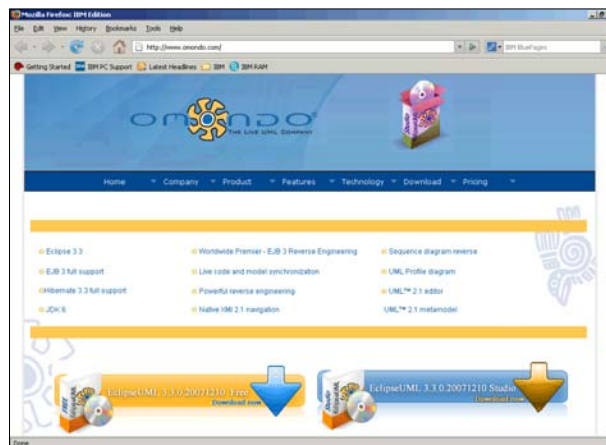 Mozilla Firefox: IBM Edition
File Edit View History Bookmarks Tools Help
http://www.omondo.com/
IBM BluePages
Getting Started IBM PC Support Latest Headlines IBM IBM RAM
OMONDO
THE LIVE UML COMPANY
Home Company Product Features Technology Download Pricing
Eclipse 3.3 Worldwide Premier - EJB 3 Reverse Engineering Sequence diagram reverse
EJB 3 full support Live code and model synchronization UML Profile diagram
Hibernate 3.3 full support Powerful reverse engineering UML™ 2.1 editor
JDK 6 Native XMI 2.1 navigation UML™ 2.1 metamodel
EclipseUML 3.3.0.20071210 Free
Download now
EclipseUML 3.3.0.20071210 Studio
Download now
Done